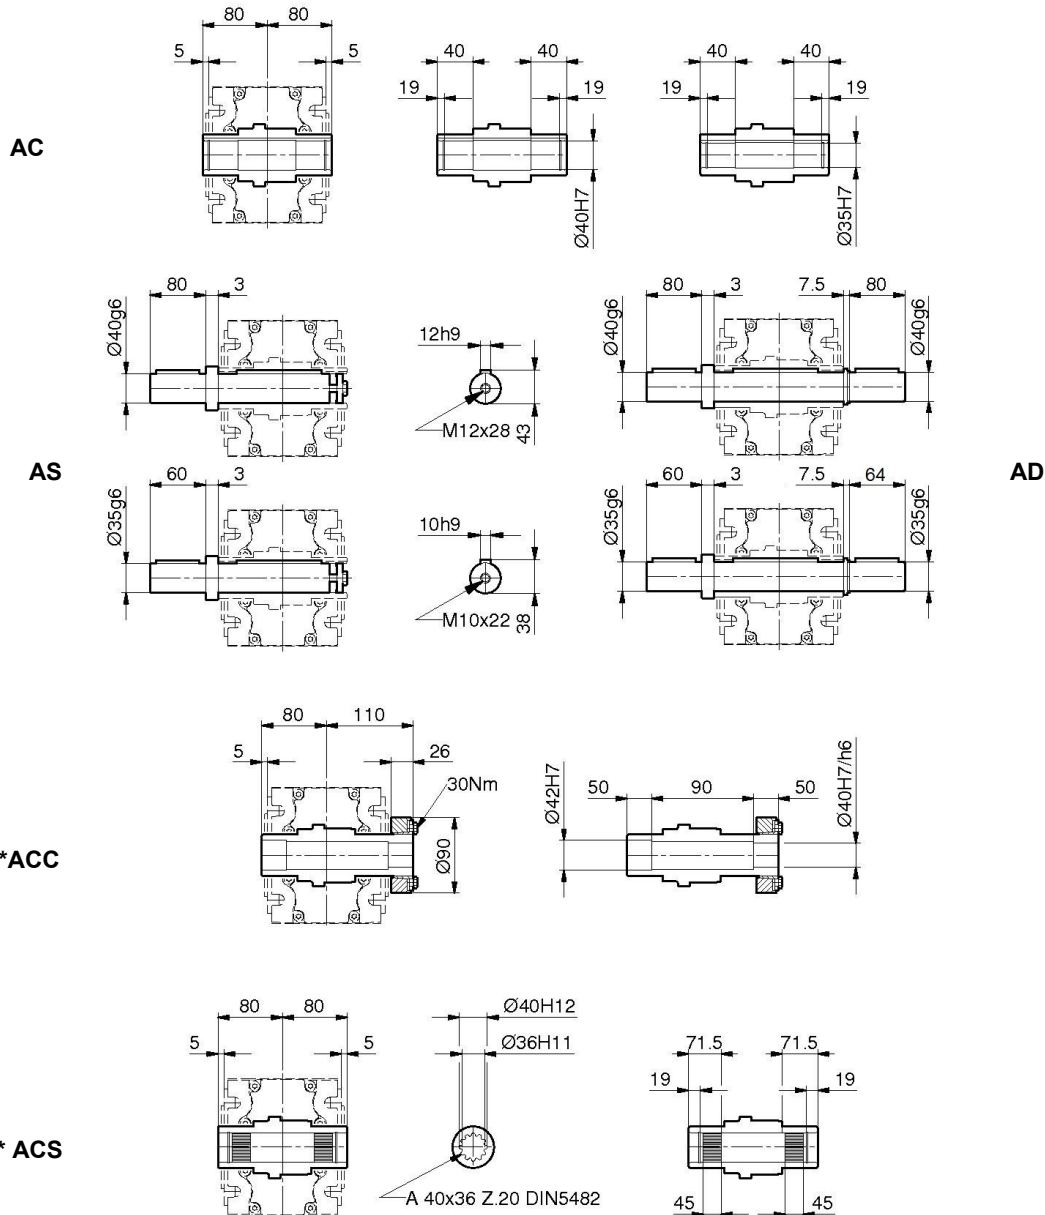 80 80
5 5
40 40
19 19
Ø40H7
40 40
19 19
Ø35H7
AC
80 3
Ø40g6
12h9
M12x28
43
80 3 7.5 80
Ø40g6 Ø40g6
AS
AD
60 3
Ø35g6
10h9
M10x22
38
60 3 7.5 64
Ø35g6 Ø35g6
80 110
5 26
30Nm
Ø90
Ø42H7
50 90 50
Ø40H7/h6
*ACC
80 80
5 5
Ø40H12
Ø36H11
A 40x36 Z.20 DIN5482
71.5 71.5
19 19
45 45
* ACS